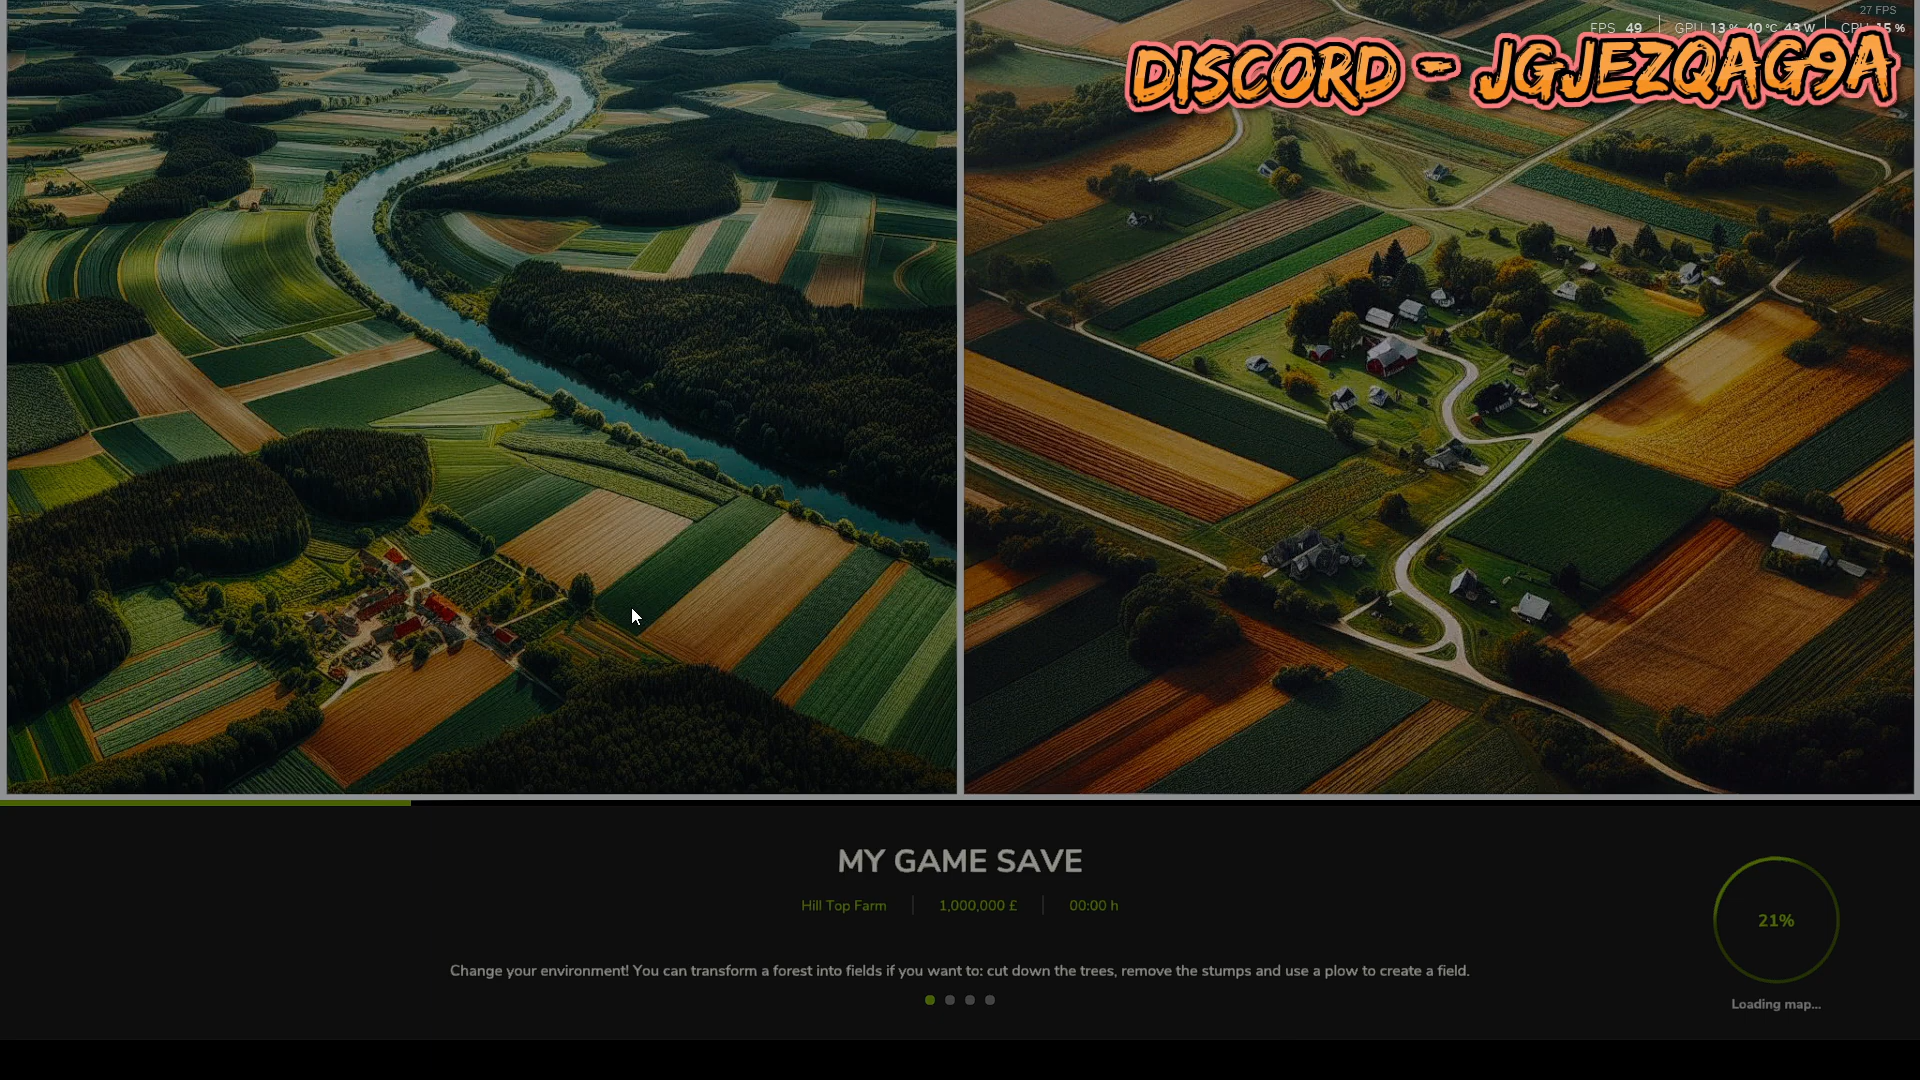 27 FPS
FPS 49 | GPU 13 % 40 °C 43 W | CPU 15 %
DISCORD - JGJEZQAG9A
MY GAME SAVE
Hill Top Farm | 1,000,000 £ | 00:00 h
21%
Change your environment! You can transform a forest into fields if you want to: cut down the trees, remove the stumps and use a plow to create a field.
Loading map...